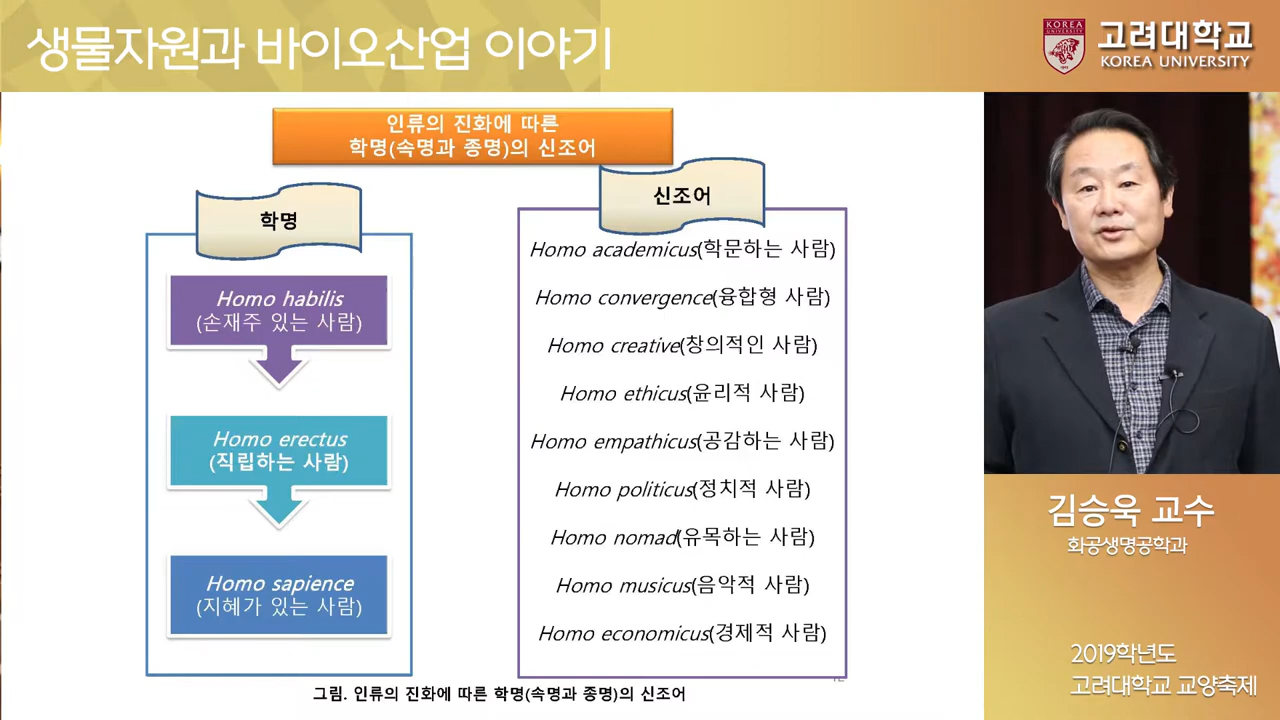 생물자원과 바이오산업 이야기
KOREA
UNIVERSITY
고려대학교
KOREA UNIVERSITY
인류의 진화에 따른
학명(속명과 종명)의 신조어
학명
Homo habilis
(손재주 있는 사람)
Homo erectus
(직립하는 사람)
Homo sapience
(지혜가 있는 사람)
신조어
Homo academicus(학문하는 사람)
Homo convergence(융합형 사람)
Homo creative(창의적인 사람)
Homo ethicus(윤리적 사람)
Homo empathicus(공감하는 사람)
Homo politicus(정치적 사람)
Homo nomad(유목하는 사람)
Homo musicus(음악적 사람)
Homo economicus(경제적 사람)
그림. 인류의 진화에 따른 학명(속명과 종명)의 신조어
김승욱 교수
화공생명공학과
2019학년도
고려대학교 교양축제